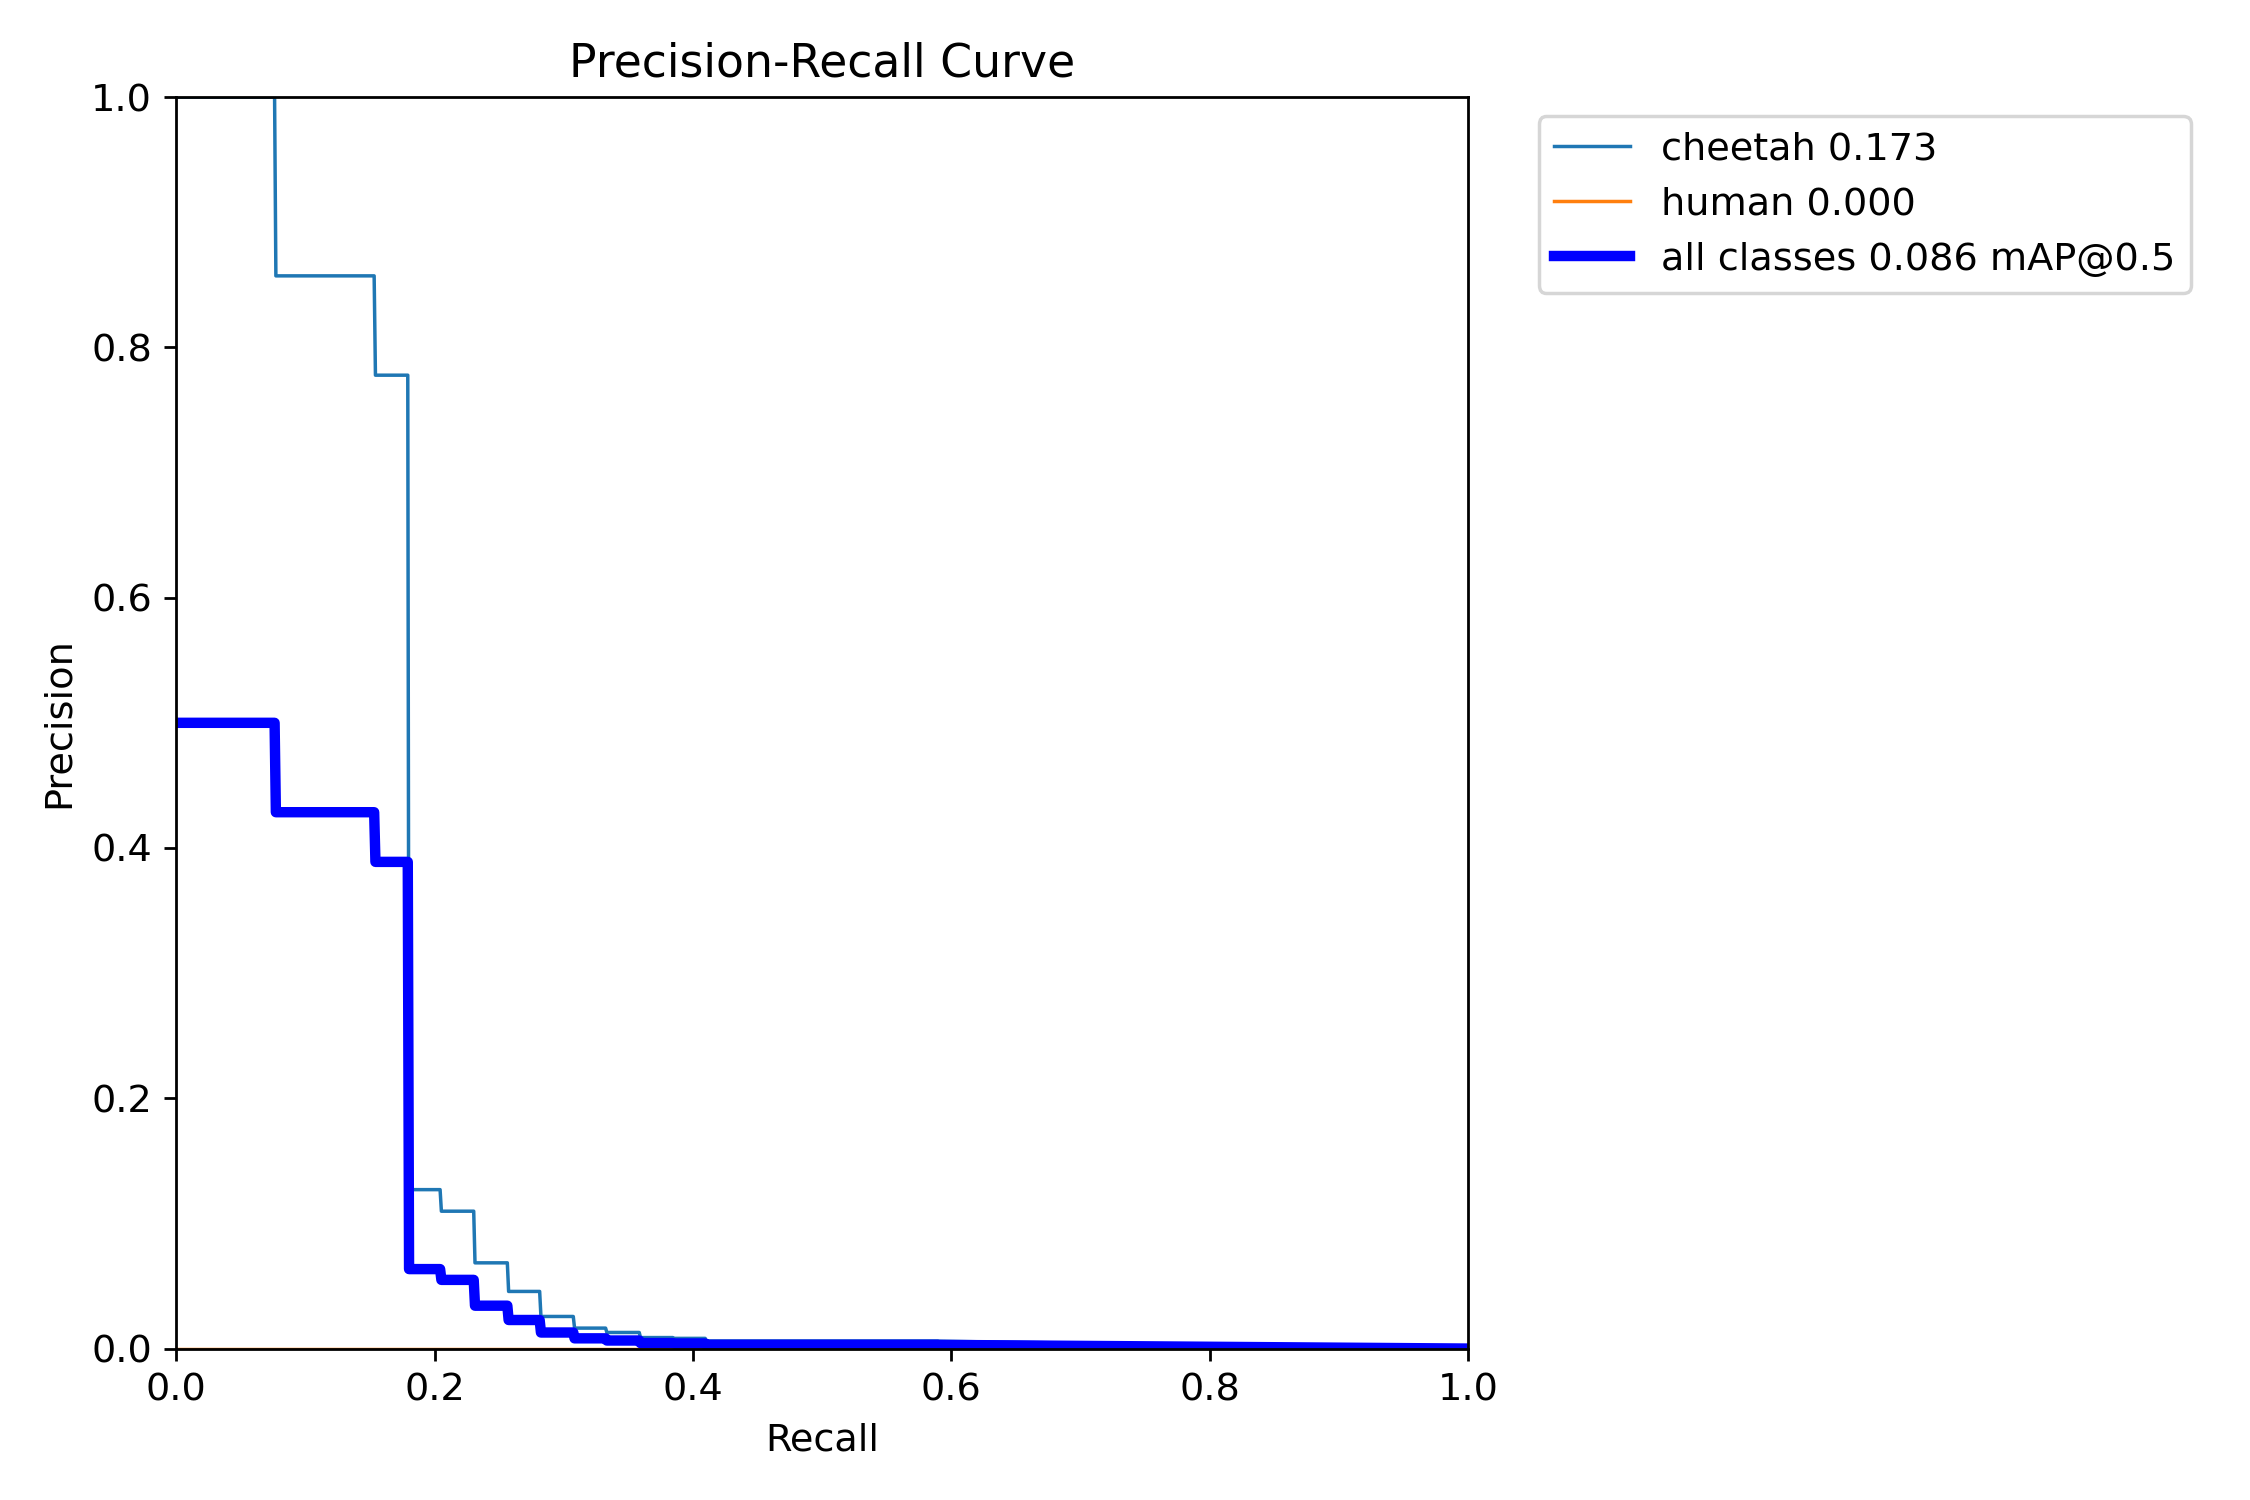 Precision-Recall Curve
1.0
0.8
0.6
0.4
0.2
0.0
Precision
0.0 0.2 0.4 0.6 0.8 1.0
Recall
cheetah 0.173
human 0.000
all classes 0.086 mAP@0.5